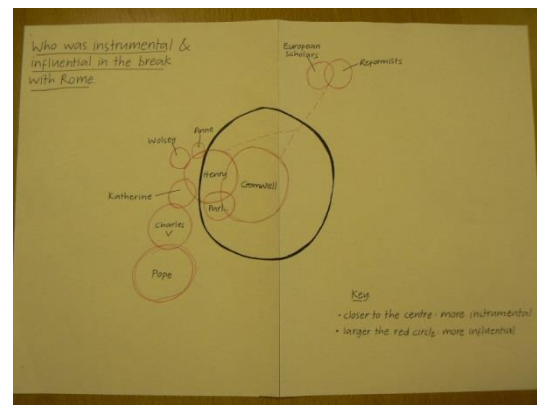 Who was instrumental &
influential in the break
with Rome.
European
Scholars
Reformists
Anne
Wolsey
Henry
Cromwell
Katherine
Parl.
Charles
V
Pope
Key
• closer to the centre : more instrumental
• larger the red circle : more influential